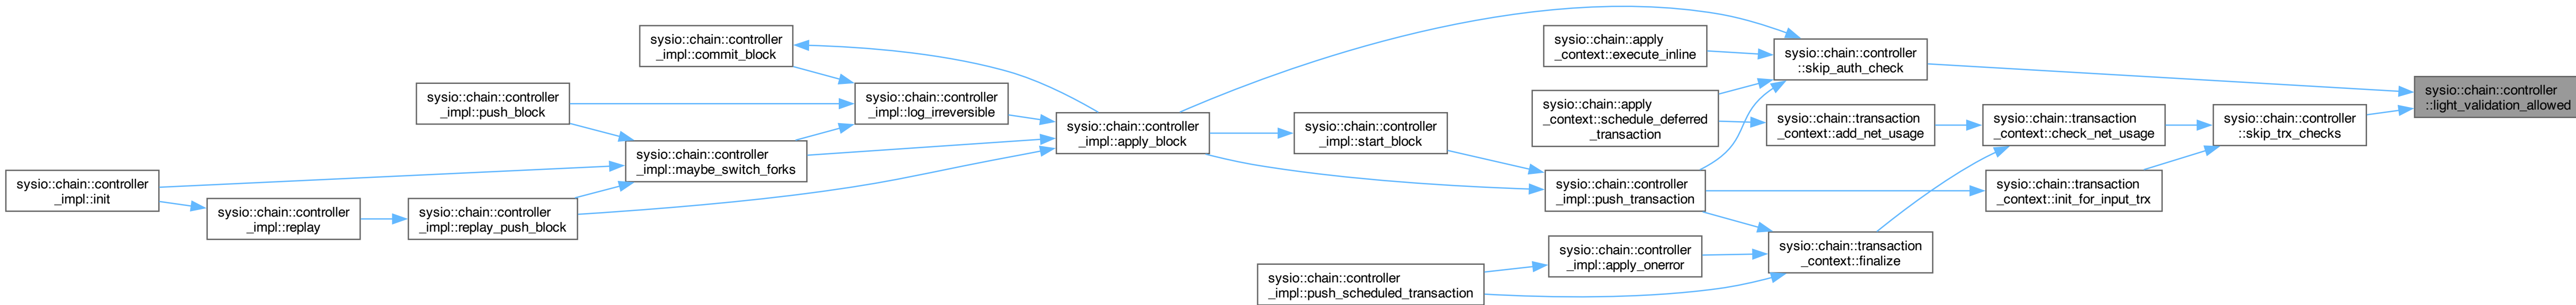 sysio::chain::controller
_impl::init
sysio::chain::controller
_impl::replay
sysio::chain::controller
_impl::push_block
sysio::chain::controller
_impl::replay_push_block
sysio::chain::controller
_impl::commit_block
sysio::chain::controller
_impl::maybe_switch_forks
sysio::chain::controller
_impl::log_irreversible
sysio::chain::controller
_impl::apply_block
sysio::chain::controller
_impl::start_block
sysio::chain::controller
_impl::push_scheduled_transaction
sysio::chain::apply
_context::execute_inline
sysio::chain::apply
_context::schedule_deferred
_transaction
sysio::chain::controller
_impl::push_transaction
sysio::chain::controller
_impl::apply_onerror
sysio::chain::controller
::skip_auth_check
sysio::chain::transaction
_context::add_net_usage
sysio::chain::transaction
_context::finalize
sysio::chain::transaction
_context::check_net_usage
sysio::chain::transaction
_context::init_for_input_trx
sysio::chain::controller
::skip_trx_checks
sysio::chain::controller
::light_validation_allowed